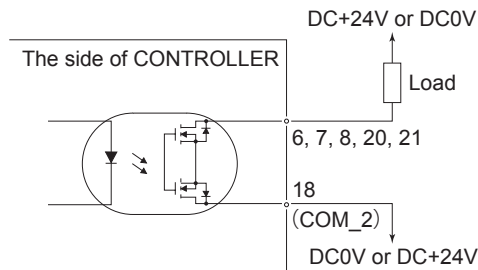 DC+24V or DC0V
The side of CONTROLLER
Load
6, 7, 8, 20, 21
18
(COM_2)
DC0V or DC+24V